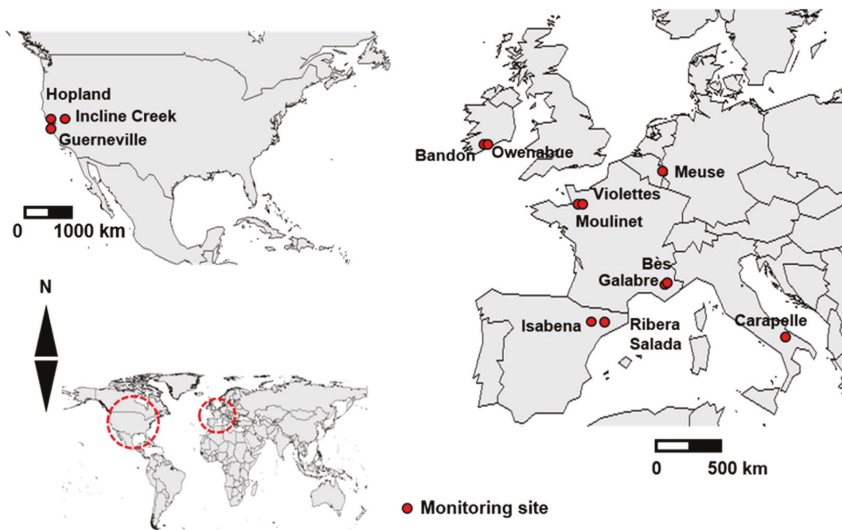 Hopland
Incline Creek
Guerneville
0 1000 km
N
Bandon
Owenabue
Meuse
Violettes
Moulinet
Bès
Galabre
Isabena
Ribera
Salada
Carapelle
0 500 km
Monitoring site